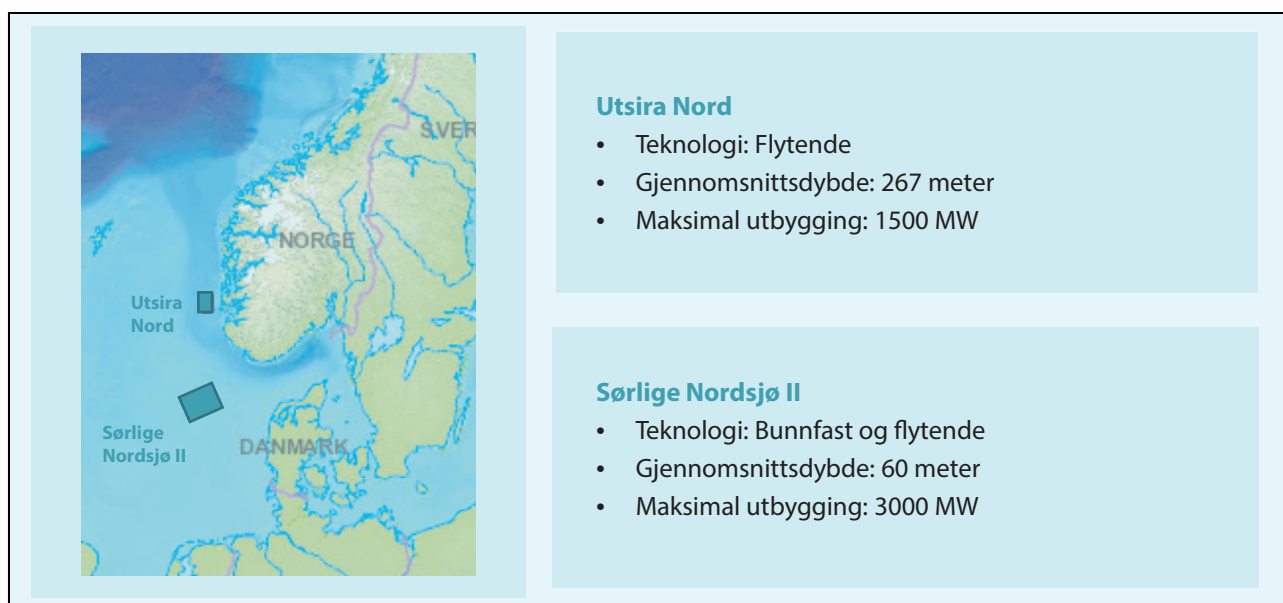 SVER
NORGE
Utsira
Nord
Sørlige
Nordsjø II
DANMARK
Utsira Nord
• Teknologi: Flytende
• Gjennomsnittsdybde: 267 meter
• Maksimal utbygging: 1500 MW
Sørlige Nordsjø II
• Teknologi: Bunnfast og flytende
• Gjennomsnittsdybde: 60 meter
• Maksimal utbygging: 3000 MW